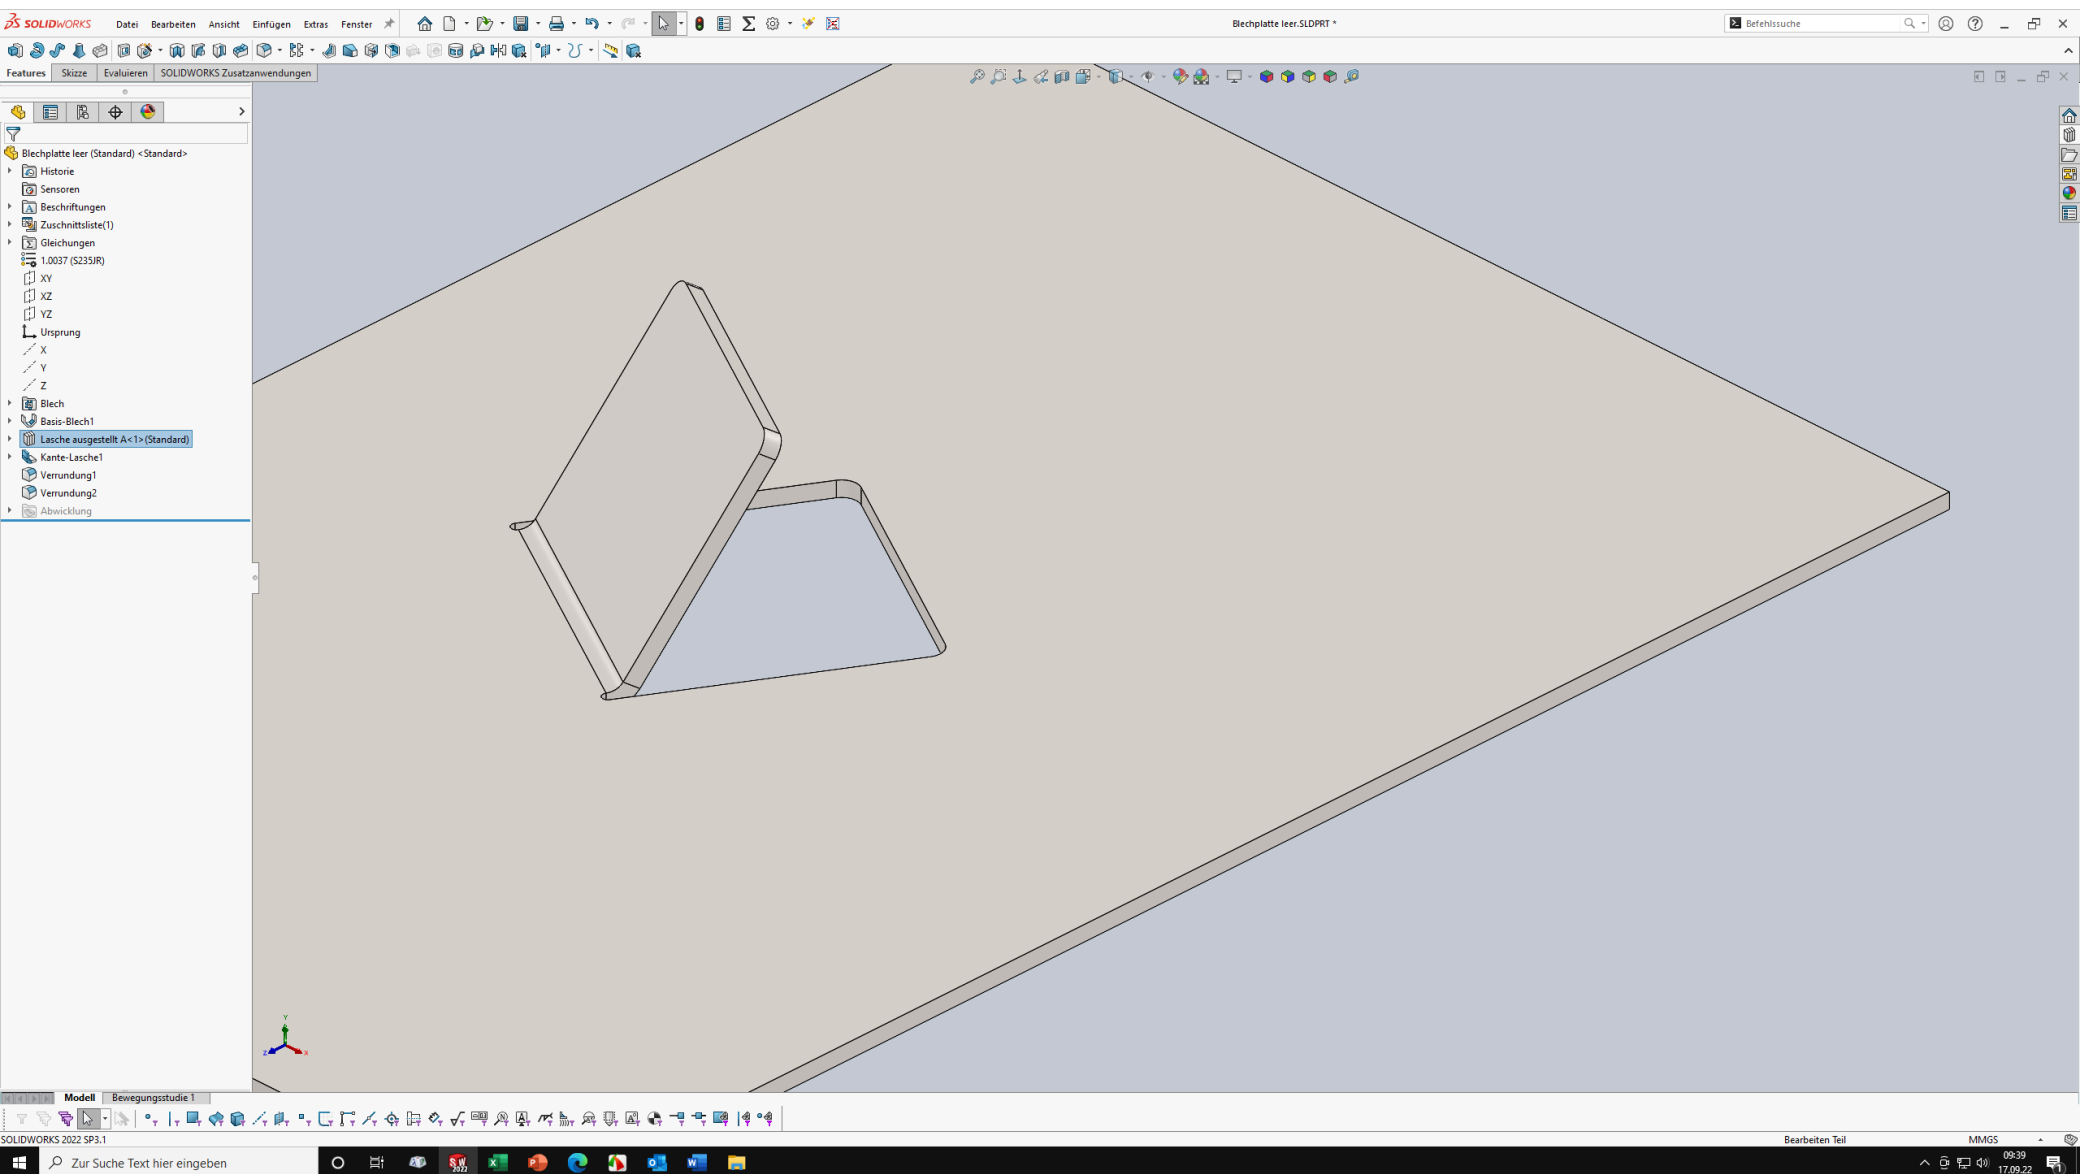 SOLIDWORKS Datei Bearbeiten Ansicht Einfügen Extras Fenster Blechplatte leer.SLDPRT * Befehlssuche
Features Skizze Evaluieren SOLIDWORKS Zusatzanwendungen
Blechplatte leer (Standard) <Standard>
Historie
Sensoren
Beschriftungen
Zuschnittsliste(1)
Gleichungen
1.0037 (S235JR)
XY
XZ
YZ
Ursprung
X
Y
Z
Blech
Basis-Blech1
Lasche ausgestellt A<1>(Standard)
Kante-Lasche1
Verrundung1
Verrundung2
Abwicklung
Y
Z X
Modell Bewegungsstudie 1
SOLIDWORKS 2022 SP3.1 Bearbeiten Teil MMGS
Zur Suche Text hier eingeben 09:39
17.09.22